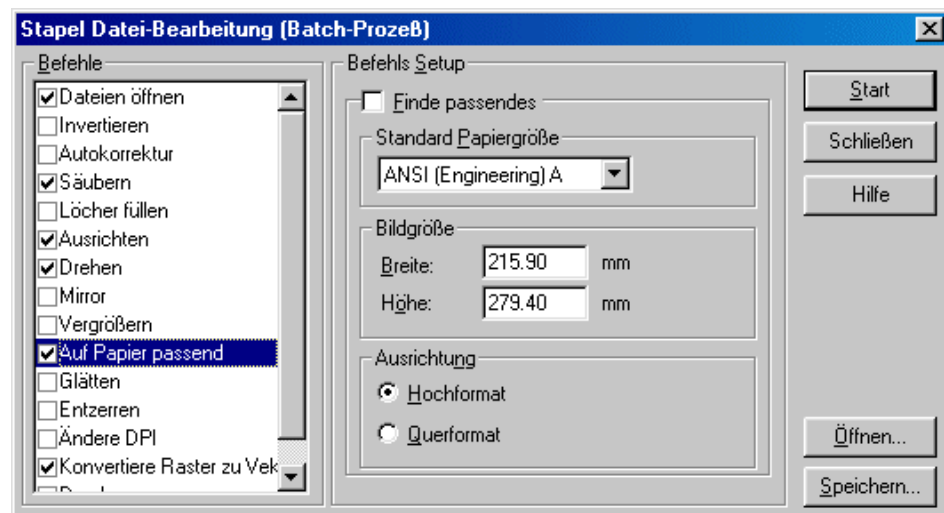 Stapel Datei-Bearbeitung (Batch-Prozeß)
Befehle
Dateien öffnen
Invertieren
Autokorrektur
Säubern
Löcher füllen
Ausrichten
Drehen
Mirror
Vergrößern
Auf Papier passend
Glätten
Entzerren
Ändere DPI
Konvertiere Raster zu Vek
Befehls Setup
Finde passendes
Standard Papiergröße
ANSI (Engineering) A
Bildgröße
Breite: 215.90 mm
Höhe: 279.40 mm
Ausrichtung
Hochformat
Querformat
Start
Schließen
Hilfe
Öffnen...
Speichern...